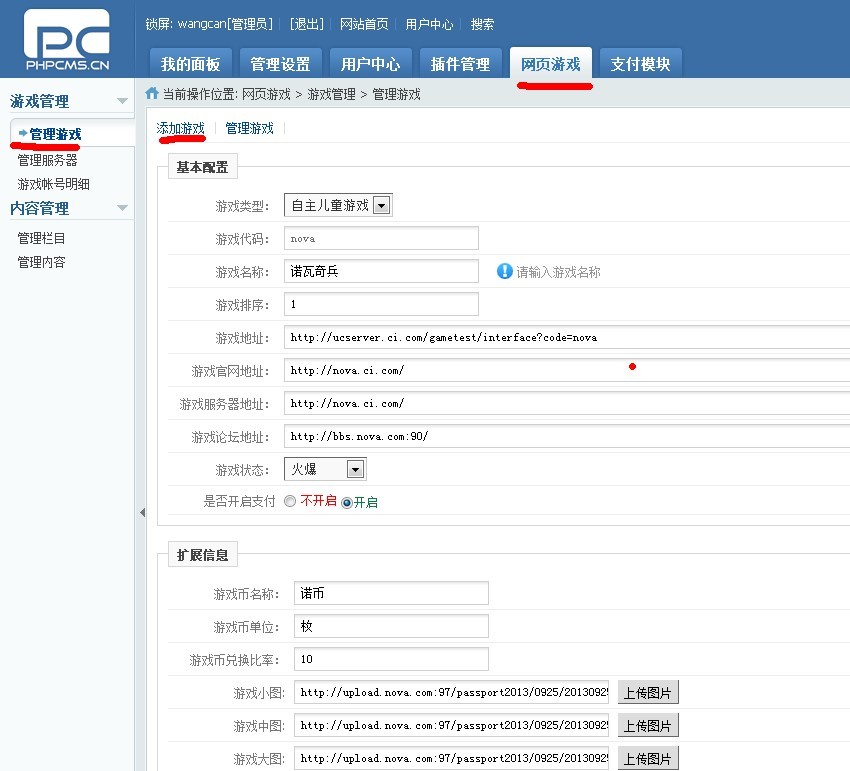 PC
PHPCMS.CN
锁屏: wangcan[管理员] | [退出] | 网站首页 | 用户中心 | 搜索
我的面板 管理设置 用户中心 插件管理 网页游戏 支付模块
当前操作位置: 网页游戏 > 游戏管理 > 管理游戏
游戏管理
管理游戏
管理服务器
游戏帐号明细
内容管理
管理栏目
管理内容
添加游戏 | 管理游戏 |
基本配置
游戏类型: 自主儿童游戏
游戏代码: nova
游戏名称: 诺瓦奇兵 请输入游戏名称
游戏排序: 1
游戏地址: http://ucserver.ci.com/gametest/interface?code=nova
游戏官网地址: http://nova.ci.com/
游戏服务器地址: http://nova.ci.com/
游戏论坛地址: http://bbs.nova.com:90/
游戏状态: 火爆
是否开启支付 不开启 开启
扩展信息
游戏币名称: 诺币
游戏币单位: 枚
游戏币兑换比率: 10
游戏小图: http://upload.nova.com:97/passport2013/0925/2013092 上传图片
游戏中图: http://upload.nova.com:97/passport2013/0925/2013092 上传图片
游戏大图: http://upload.nova.com:97/passport2013/0925/2013092 上传图片